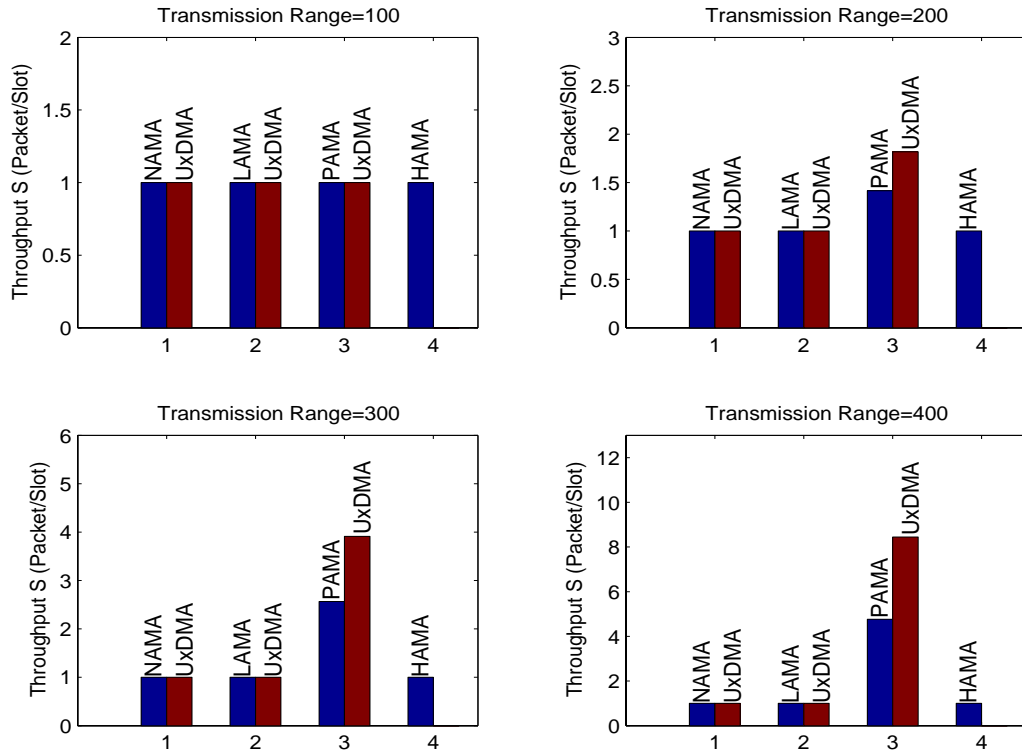 Transmission Range=100
Throughput S (Packet/Slot)
2
1.5
1
0.5
0
NAMA
UxDMA
LAMA
UxDMA
PAMA
UxDMA
HAMA
1 2 3 4
Transmission Range=200
Throughput S (Packet/Slot)
3
2.5
2
1.5
1
0.5
0
NAMA
UxDMA
LAMA
UxDMA
PAMA
UxDMA
HAMA
1 2 3 4
Transmission Range=300
Throughput S (Packet/Slot)
6
5
4
3
2
1
0
NAMA
UxDMA
LAMA
UxDMA
PAMA
UxDMA
HAMA
1 2 3 4
Transmission Range=400
Throughput S (Packet/Slot)
12
10
8
6
4
2
0
NAMA
UxDMA
LAMA
UxDMA
PAMA
UxDMA
HAMA
1 2 3 4